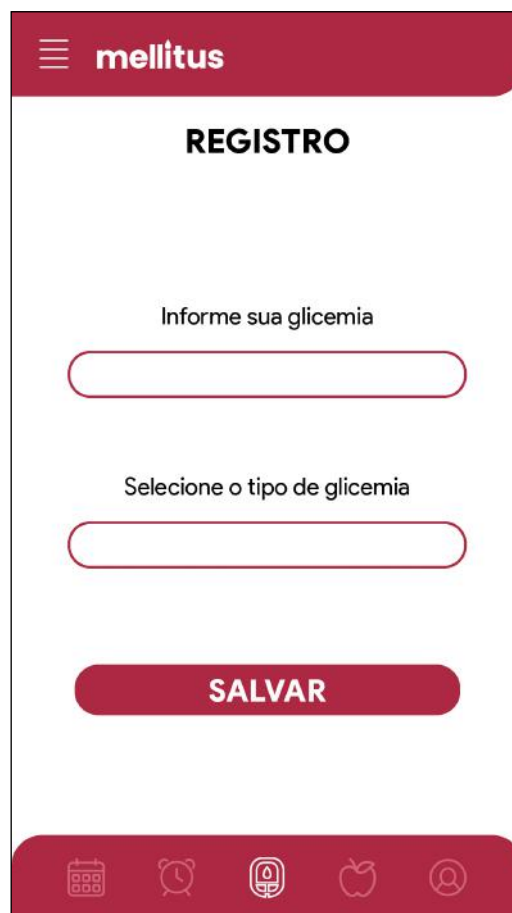 mellitus
REGISTRO
Informe sua glicemia
Selecione o tipo de glicemia
SALVAR